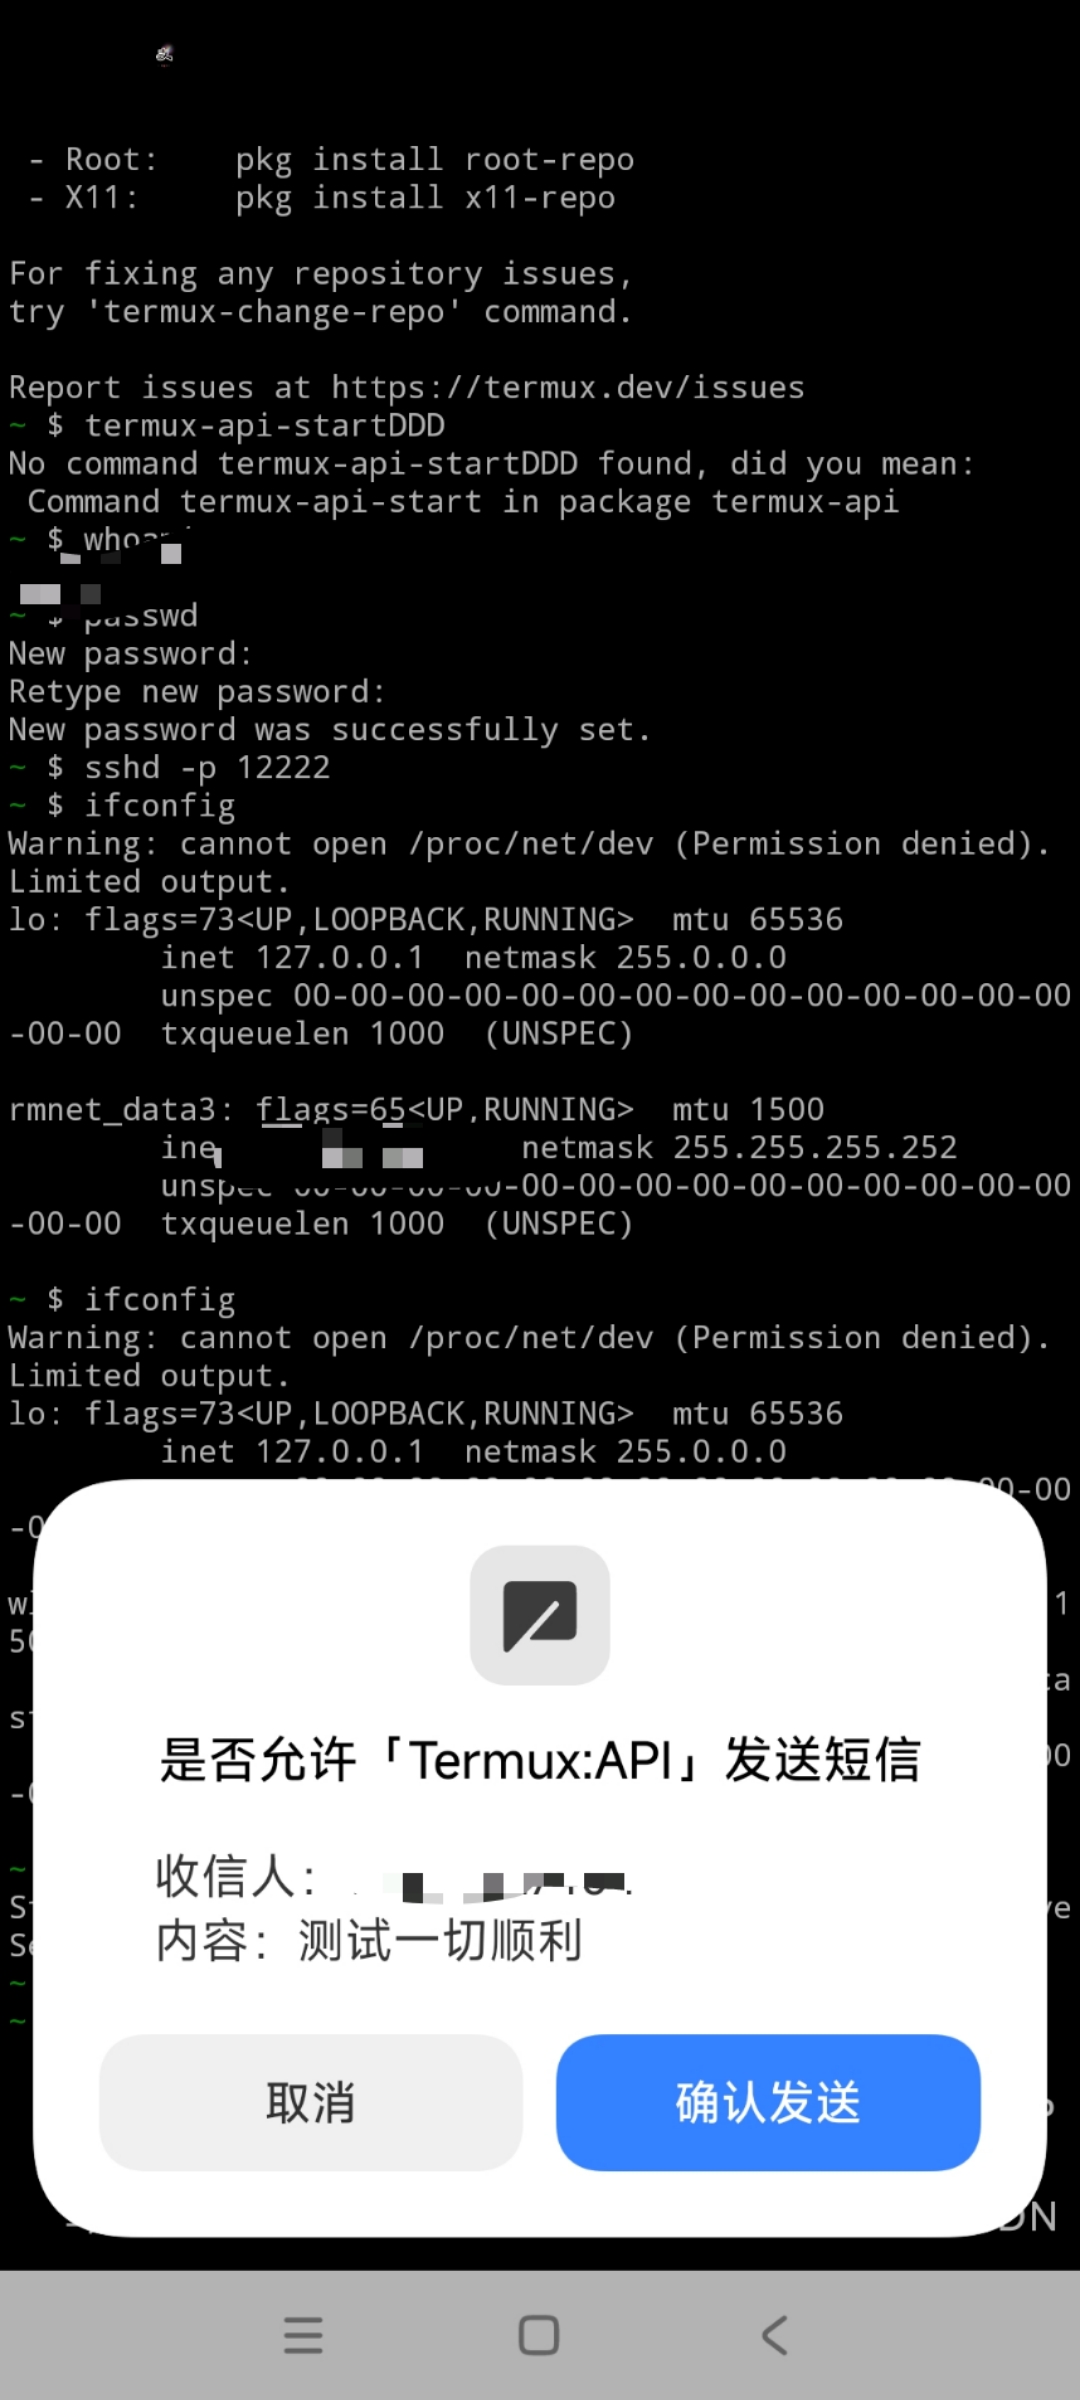 - Root:    pkg install root-repo
- X11:     pkg install x11-repo
For fixing any repository issues,
try 'termux-change-repo' command.
Report issues at https://termux.dev/issues
~ $ termux-api-startDDD
No command termux-api-startDDD found, did you mean:
Command termux-api-start in package termux-api
~ $
~ $ passwd
New password:
Retype new password:
New password was successfully set.
~ $ sshd -p 12222
~ $ ifconfig
Warning: cannot open /proc/net/dev (Permission denied).
Limited output.
lo: flags=73<UP,LOOPBACK,RUNNING>  mtu 65536
inet 127.0.0.1  netmask 255.0.0.0
unspec 00-00-00-00-00-00-00-00-00-00-00-00-00-00
-00-00  txqueuelen 1000  (UNSPEC)
rmnet_data3: flags=65<UP,RUNNING>  mtu 1500
netmask 255.255.255.252
unspec 00-00-00-00-00-00-00-00-00-00-00-00-00-00
-00-00  txqueuelen 1000  (UNSPEC)
~ $ ifconfig
Warning: cannot open /proc/net/dev (Permission denied).
Limited output.
lo: flags=73<UP,LOOPBACK,RUNNING>  mtu 65536
inet 127.0.0.1  netmask 255.0.0.0
是否允许「Termux:API」发送短信
收信人：
内容：测试一切顺利
取消
确认发送